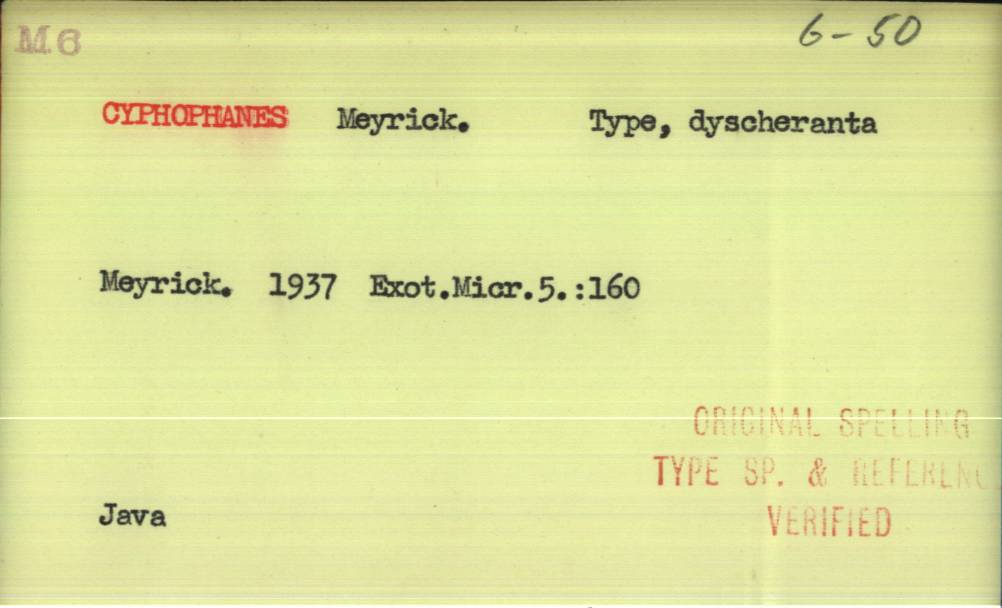 M6
6-50
CYPHOPHANES Meyrick. Type, dyscheranta
Meyrick. 1937 Exot.Micr.5.:160
ORIGINAL SPELLING
TYPE SP. & REFERENC
Java
VERIFIED